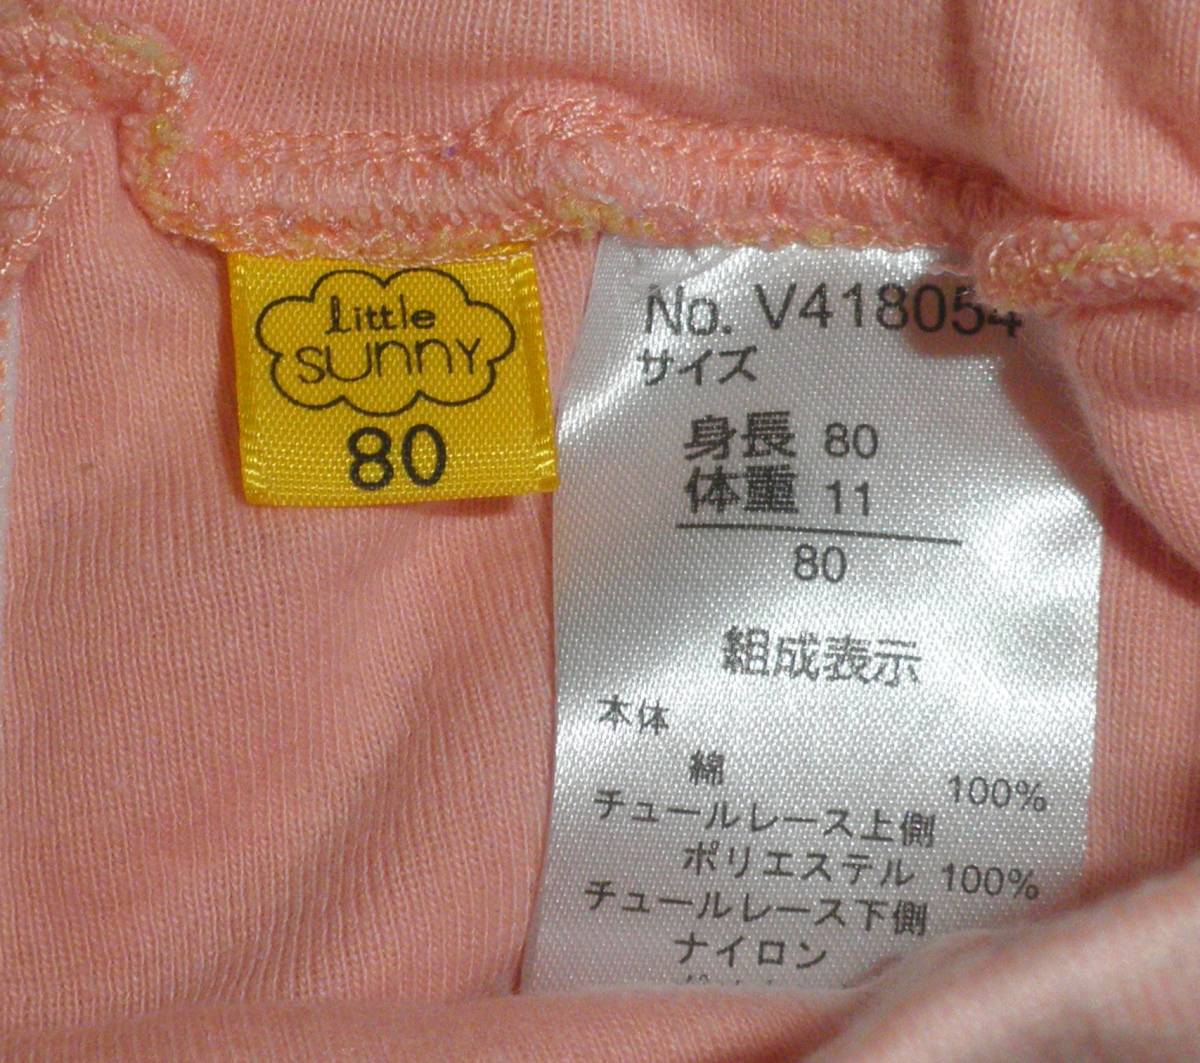 little
sunny
80
No. V418054
サイズ
身長 80
体重 11
80
組成表示
本体
綿 100%
チュールレース上側
ポリエステル 100%
チュールレース下側
ナイロン